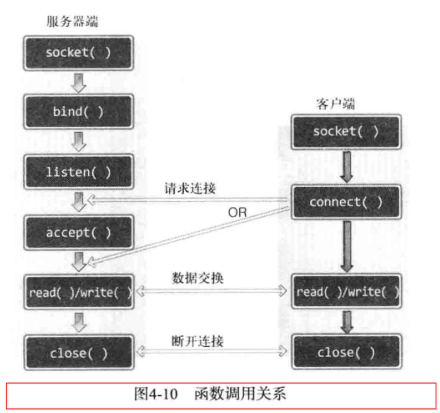 服务器端
socket( )
bind( )
listen( )
accept( )
read( )/write( )
close( )
客户端
socket( )
connect( )
read( )/write( )
close( )
请求连接
OR
数据交换
断开连接
图4-10 函数调用关系